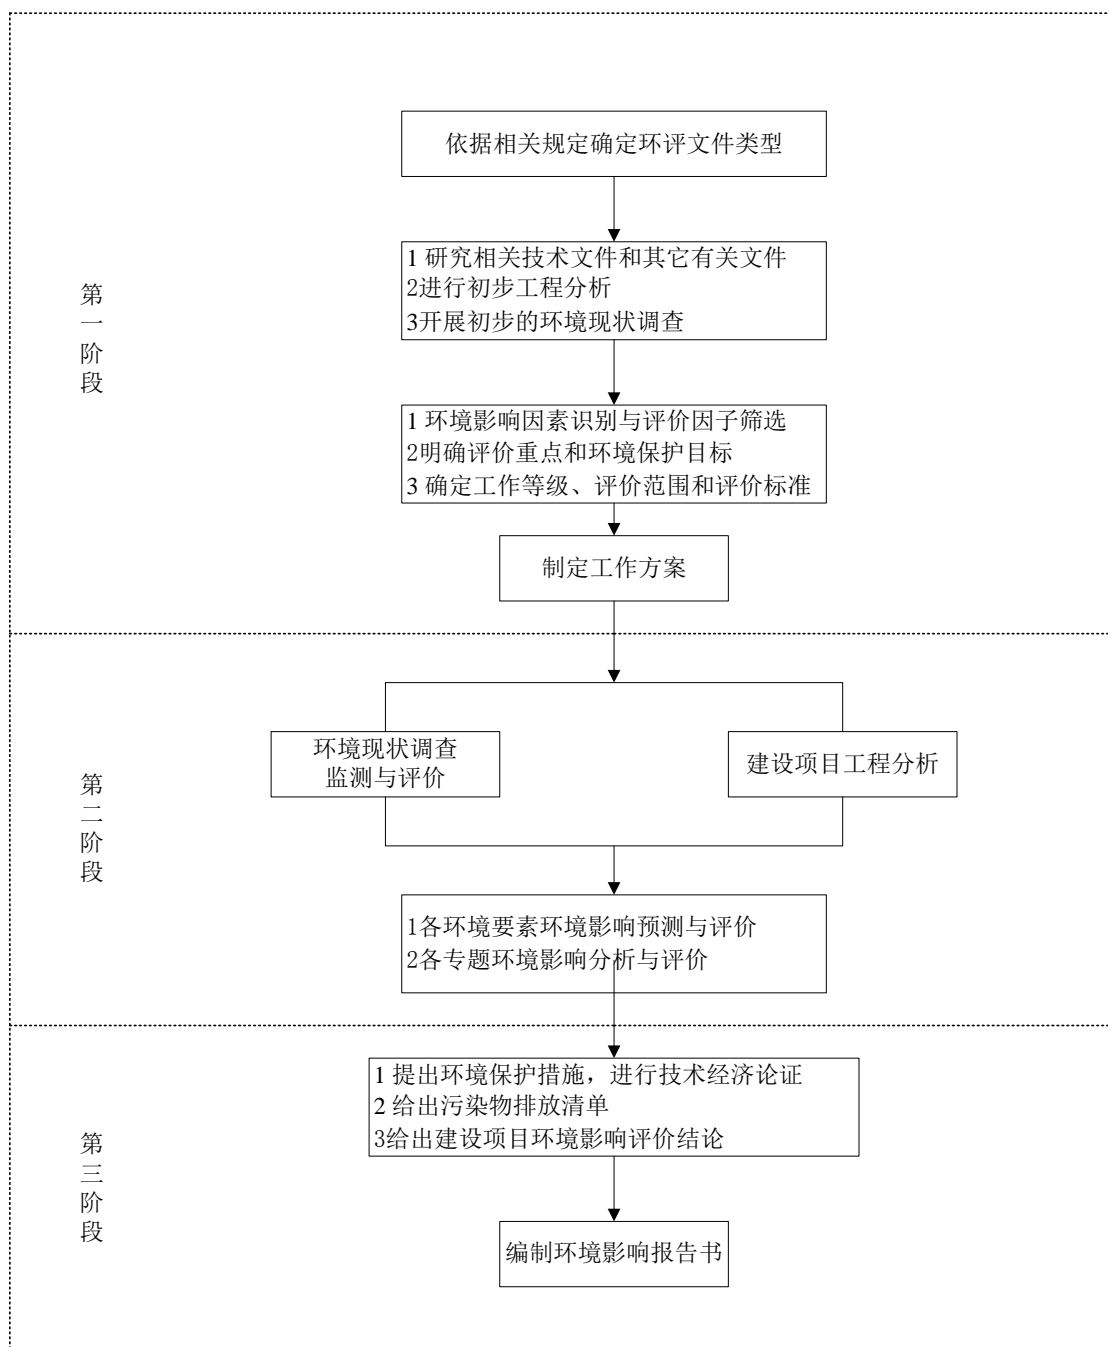 依据相关规定确定环评文件类型
1 研究相关技术文件和其它有关文件
2进行初步工程分析
3开展初步的环境现状调查
第一阶段
1 环境影响因素识别与评价因子筛选
2明确评价重点和环境保护目标
3 确定工作等级、评价范围和评价标准
制定工作方案
环境现状调查
监测与评价
建设项目工程分析
第二阶段
1各环境要素环境影响预测与评价
2各专题环境影响分析与评价
1 提出环境保护措施，进行技术经济论证
2 给出污染物排放清单
3给出建设项目环境影响评价结论
第三阶段
编制环境影响报告书